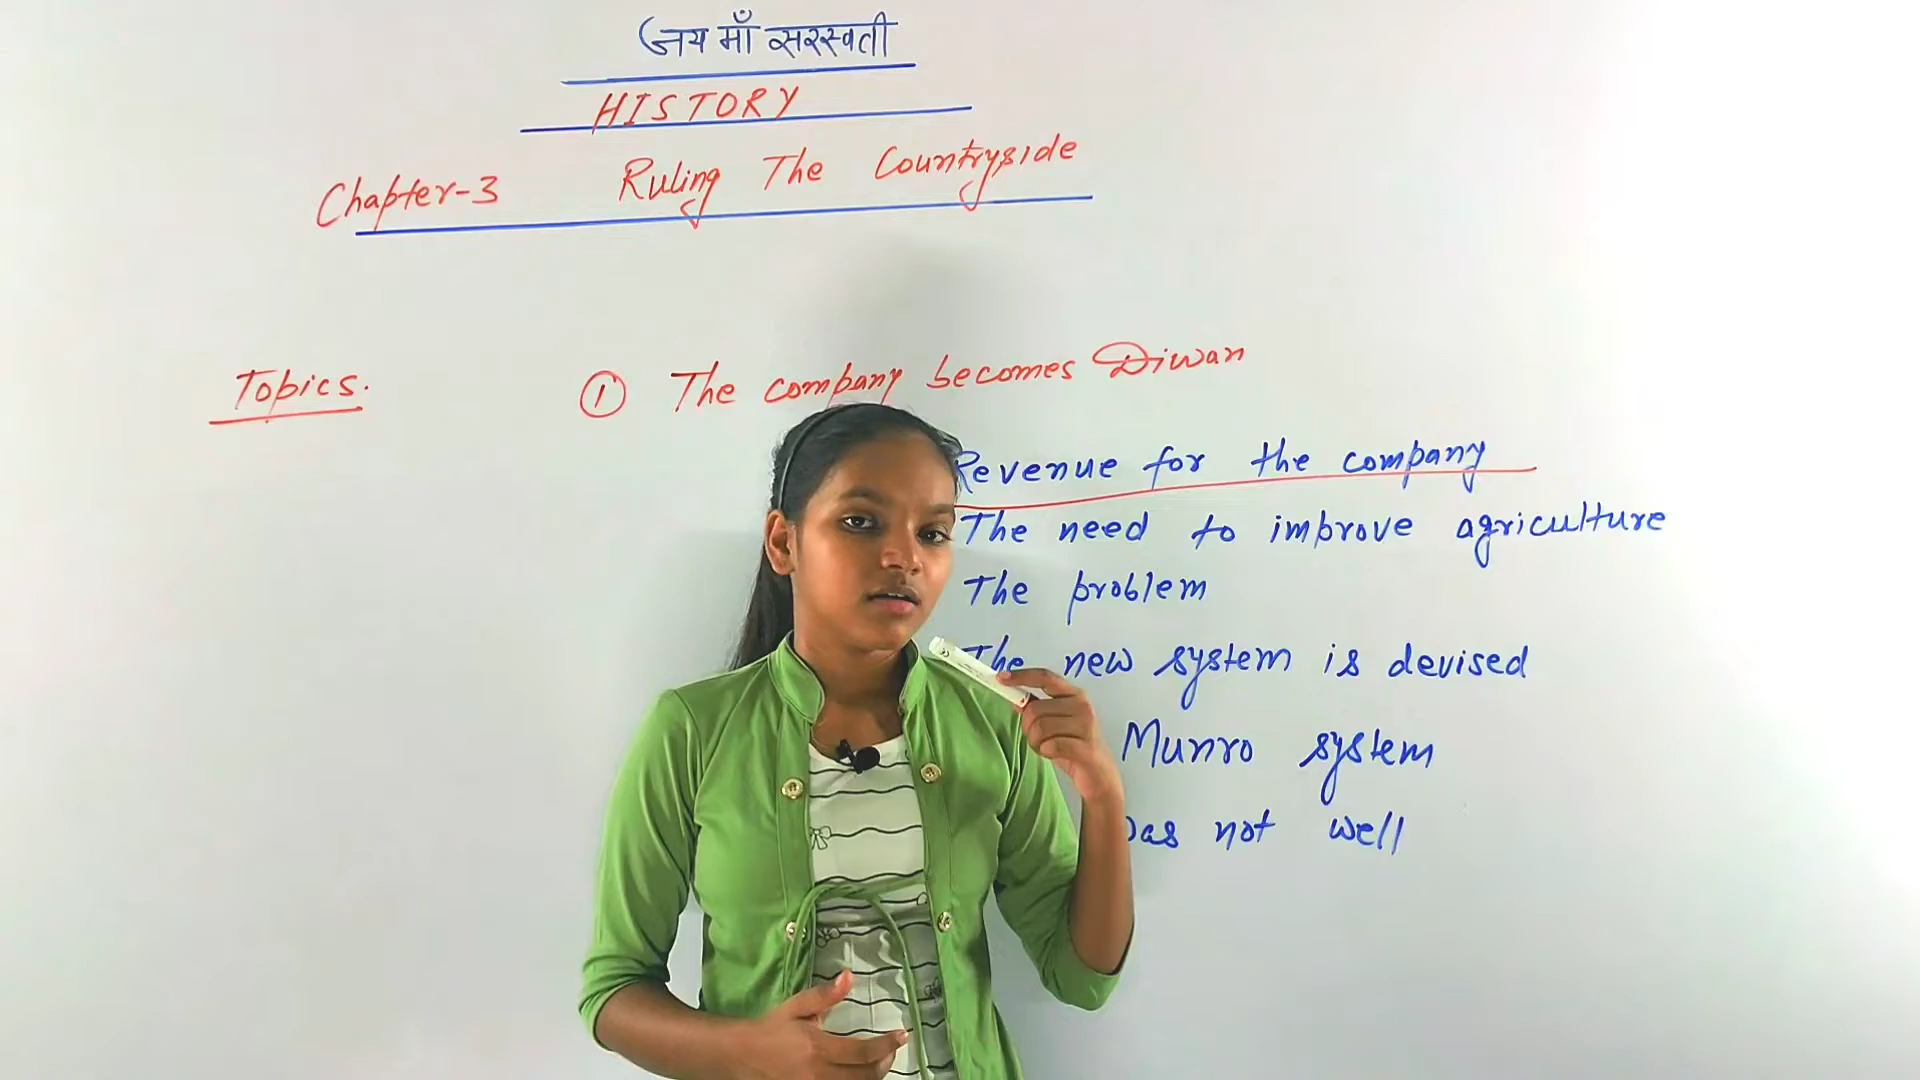 जय माँ सरस्वती
HISTORY
Chapter-3 Ruling The Countryside
Topics. ① The company becomes Diwan
Revenue for the company
The need to improve agriculture
The problem
The new system is devised
Munro system
not well